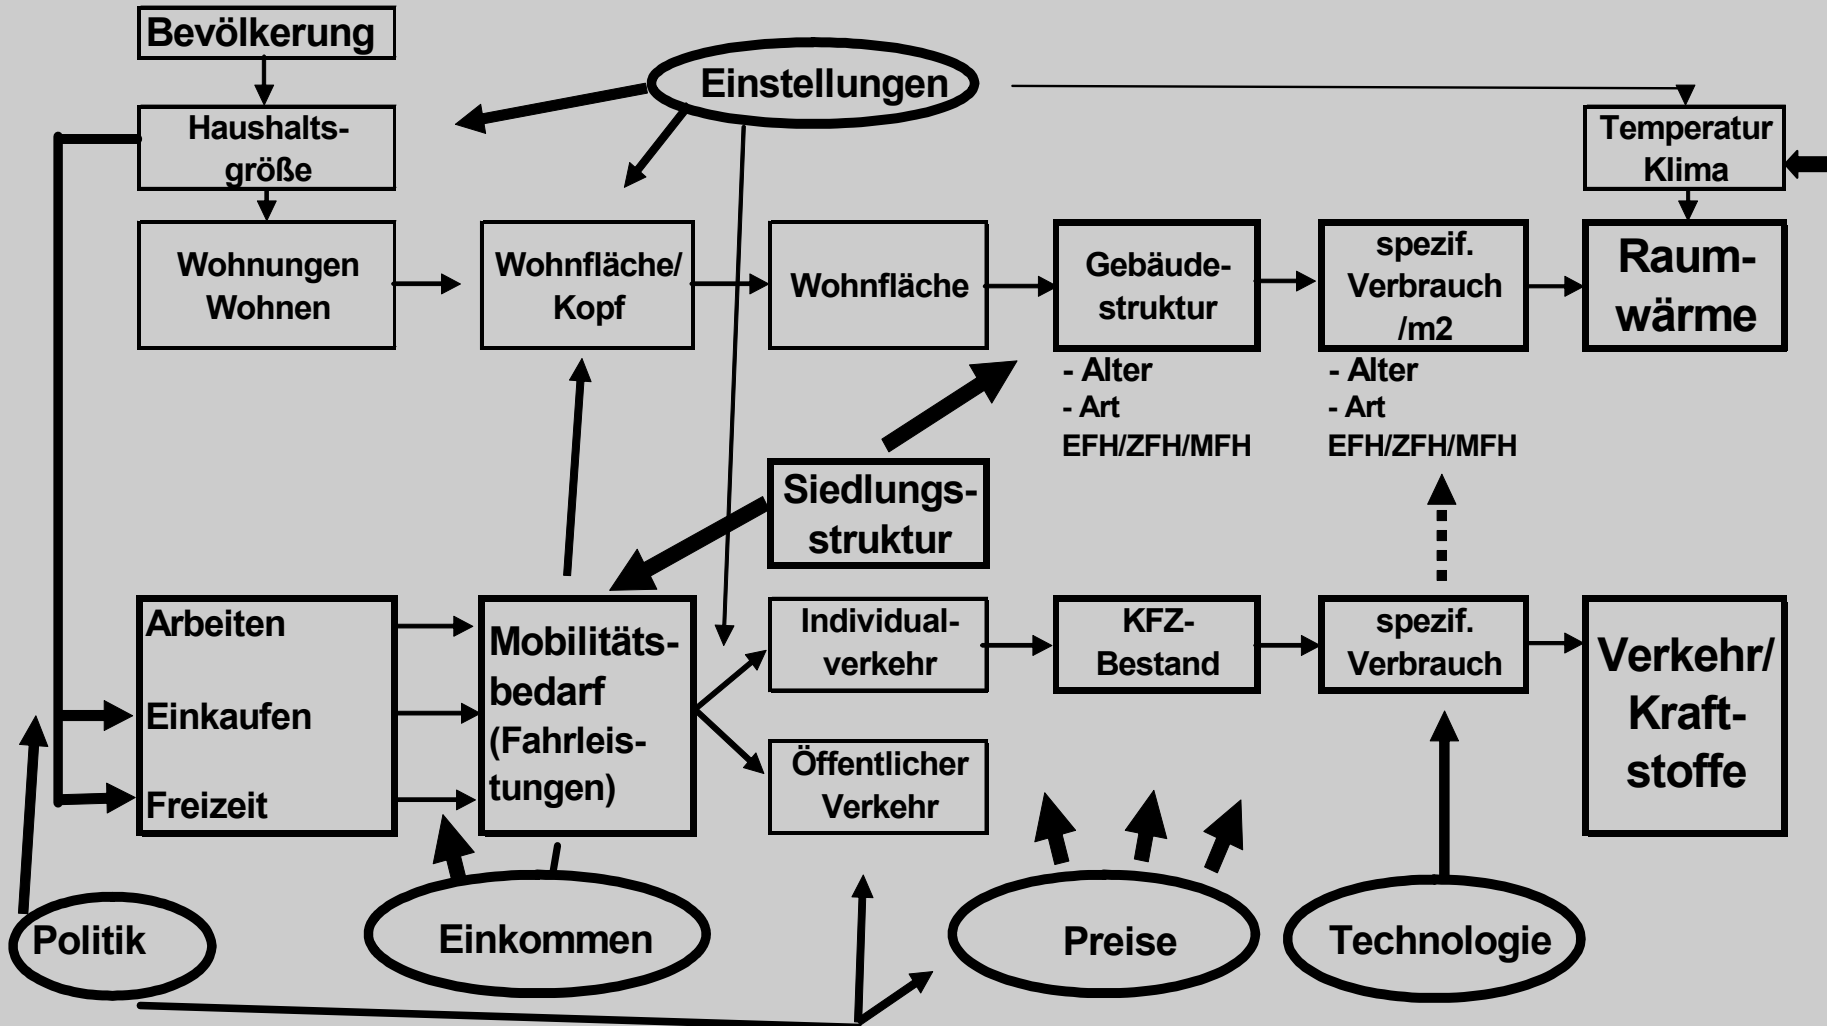 Bevölkerung
Einstellungen
Haushalts-
größe
Temperatur
Klima
Wohnungen
Wohnen
Wohnfläche/
Kopf
Wohnfläche
Gebäude-
struktur
spezif.
Verbrauch
/m2
Raum-
wärme
- Alter
- Art
EFH/ZFH/MFH
- Alter
- Art
EFH/ZFH/MFH
Siedlungs-
struktur
Arbeiten
Einkaufen
Freizeit
Mobilitäts-
bedarf
(Fahrleis-
tungen)
Individual-
verkehr
Öffentlicher
Verkehr
KFZ-
Bestand
spezif.
Verbrauch
Verkehr/
Kraft-
stoffe
Politik
Einkommen
Preise
Technologie